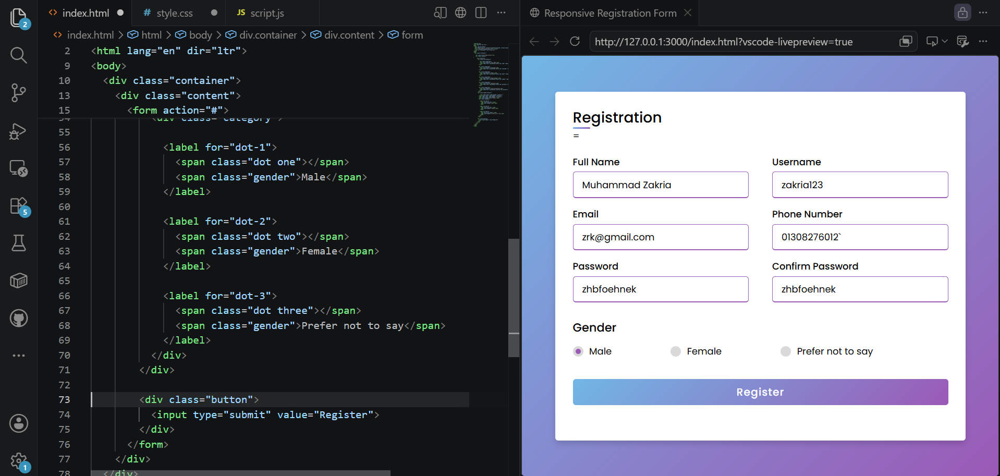 index.html
style.css
JS script.js
index.html > html > body > div.container > div.content > form
2 <html lang="en" dir="ltr">
9 <body>
10 <div class="container">
13 <div class="content">
15 <form action="#">
54 <div class="category">
55
56 <label for="dot-1">
57 <span class="dot one"></span>
58 <span class="gender">Male</span>
59 </label>
60
61 <label for="dot-2">
62 <span class="dot two"></span>
63 <span class="gender">Female</span>
64 </label>
65
66 <label for="dot-3">
67 <span class="dot three"></span>
68 <span class="gender">Prefer not to say</span>
69 </label>
70 </div>
71 </div>
72
73 <div class="button">
74 <input type="submit" value="Register">
75 </div>
76 </form>
77 </div>
78 </div>
2
5
1
Responsive Registration Form
http://127.0.0.1:3000/index.html?vscode-livepreview=true
Registration
=
Full Name
Username
Muhammad Zakria
zakria123
Email
Phone Number
zrk@gmail.com
01308276012`
Password
Confirm Password
zhbfoehnek
zhbfoehnek
Gender
Male
Female
Prefer not to say
Register